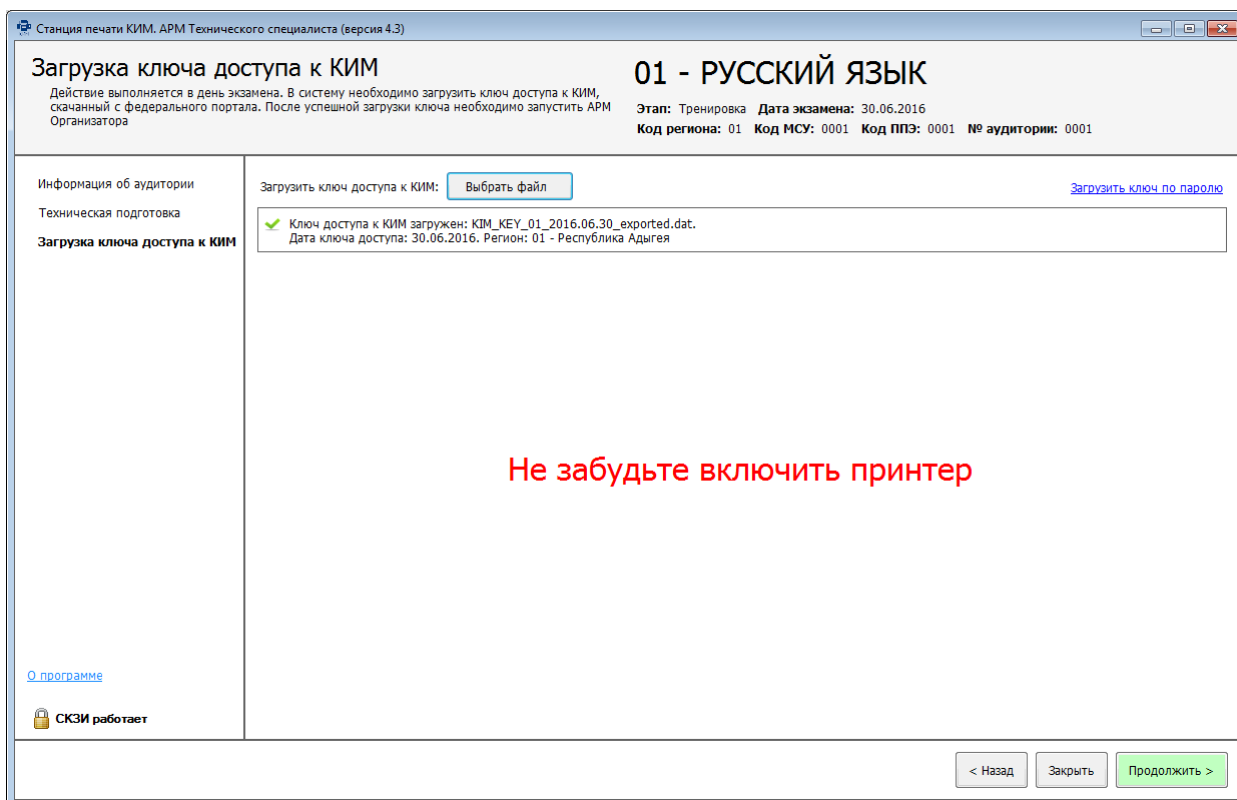 Станция печати КИМ. АРМ Технического специалиста (версия 4.3)
Загрузка ключа доступа к КИМ
Действие выполняется в день экзамена. В систему необходимо загрузить ключ доступа к КИМ,
скачанный с федерального портала. После успешной загрузки ключа необходимо запустить АРМ
Организатора
01 - РУССКИЙ ЯЗЫК
Этап: Тренировка Дата экзамена: 30.06.2016
Код региона: 01 Код МСУ: 0001 Код ППЭ: 0001 № аудитории: 0001
Информация об аудитории
Техническая подготовка
Загрузка ключа доступа к КИМ
Загрузить ключ доступа к КИМ: Выбрать файл Загрузить ключ по паролю
Ключ доступа к КИМ загружен: KIM_KEY_01_2016.06.30_exported.dat.
Дата ключа доступа: 30.06.2016. Регион: 01 - Республика Адыгея
Не забудьте включить принтер
О программе
СКЗИ работает
< Назад Закрыть Продолжить >